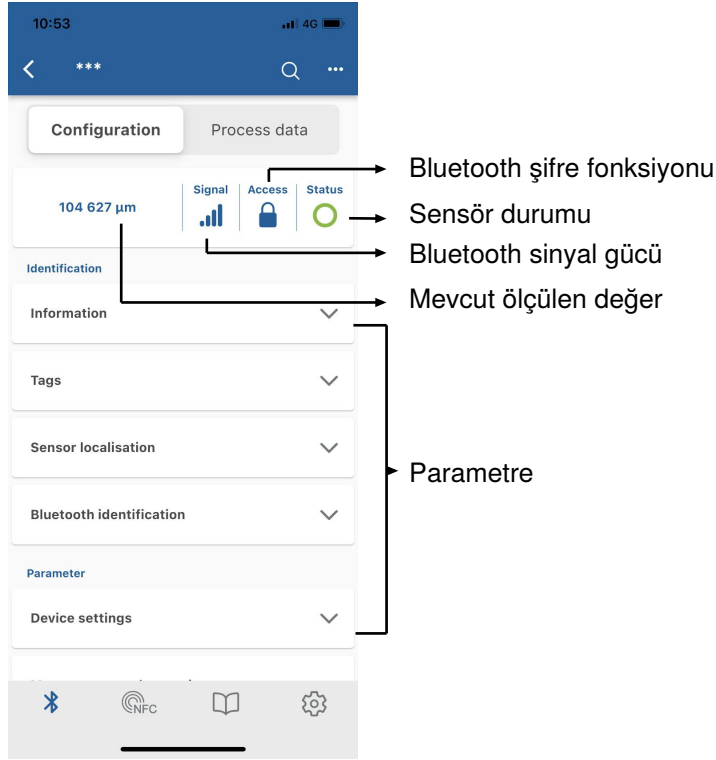 10:53
4G
***
Configuration
Process data
104 627 µm
Signal
Access
Status
Bluetooth şifre fonksiyonu
Sensör durumu
Bluetooth sinyal gücü
Mevcut ölçülen değer
Identification
Information
Tags
Sensor localisation
Bluetooth identification
Parametre
Parameter
Device settings
NFC